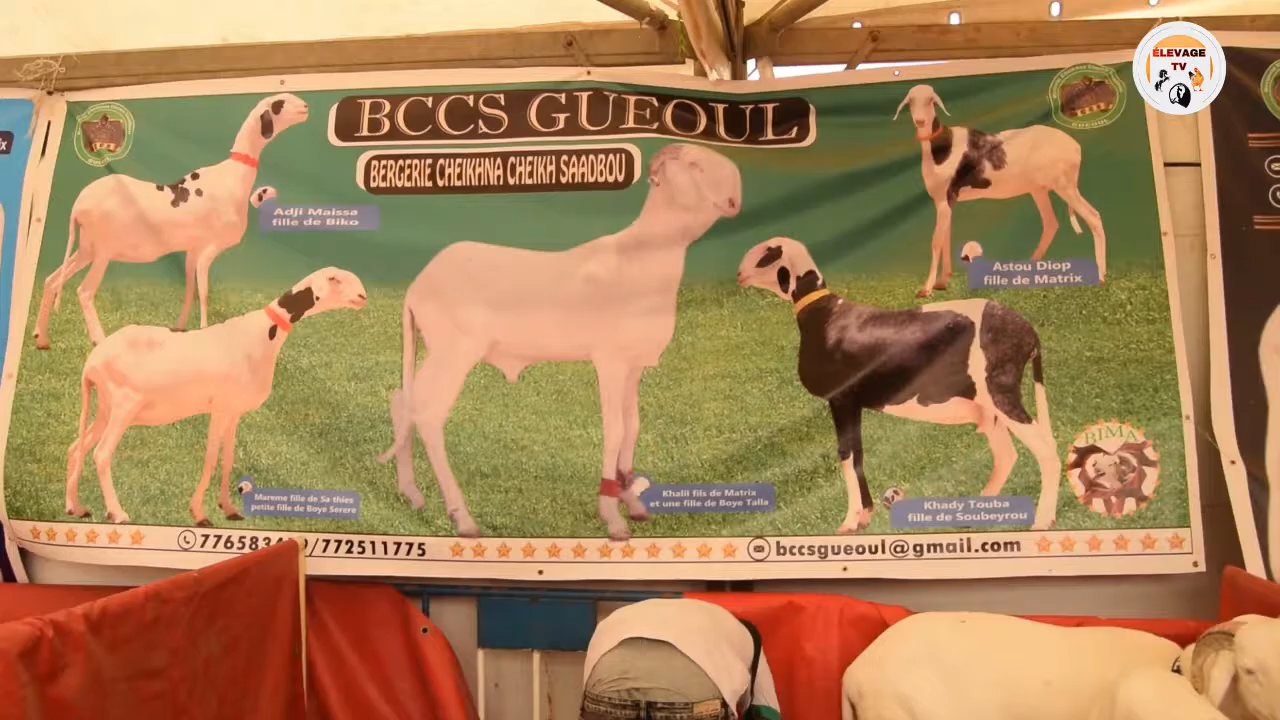 ÉLEVAGE
TV
BCCS GUEOUL
BERGERIE CHEIKHNA CHEIKH SAADBOU
Adji Maissa
fille de Biko
Astou Diop
fille de Matrix
Mareme fille de Sa thies
petite fille de Boye Serere
Khalil fils de Matrix
et une fille de Boye Talla
Khady Touba
fille de Soubeyrou
BIMA
/772511775
bccsgueoul@gmail.com